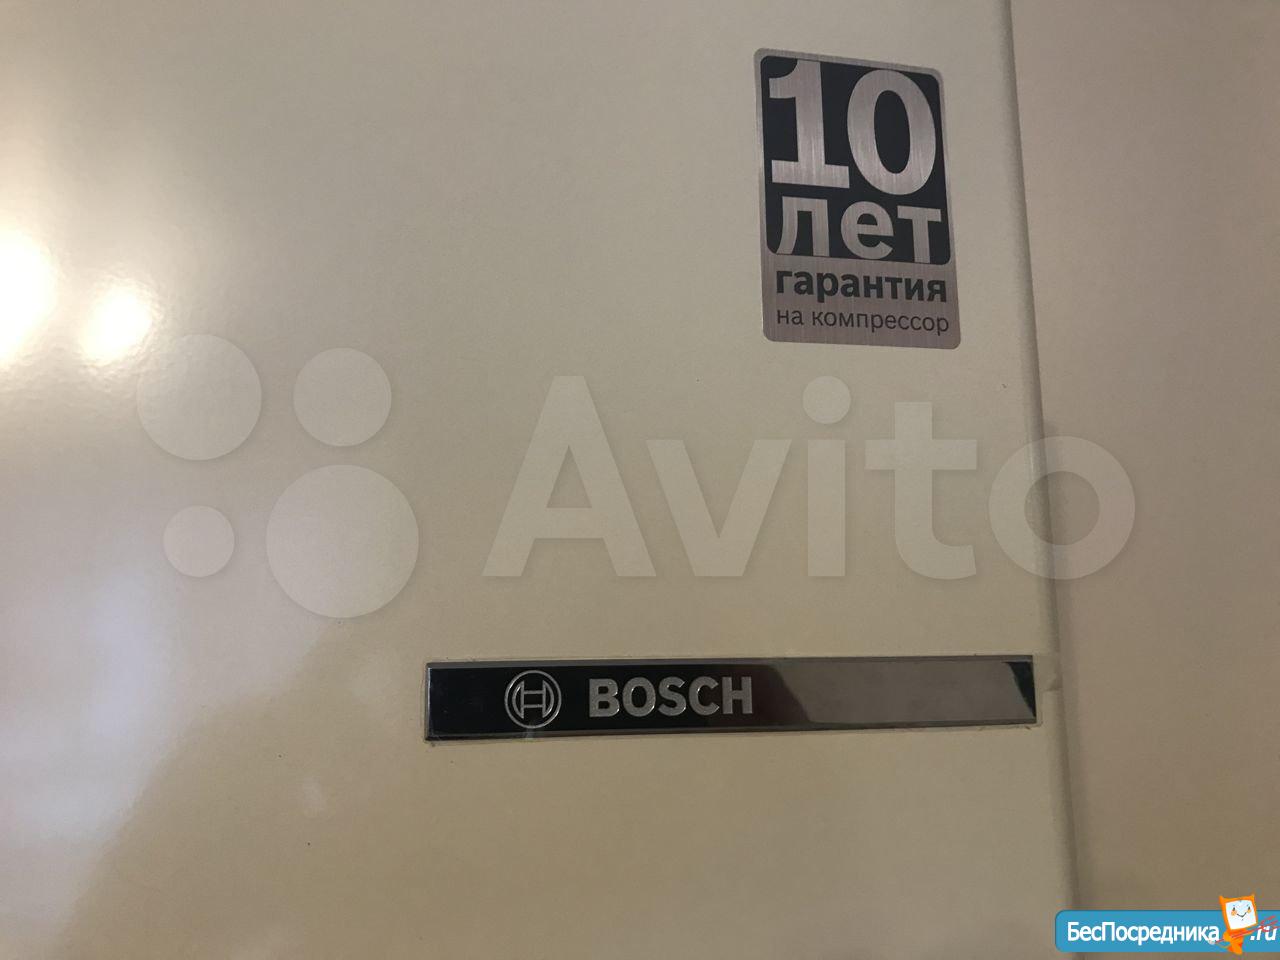 10
лет
гарантия
на компрессор
Avito
BOSCH
БесПосредника.ru